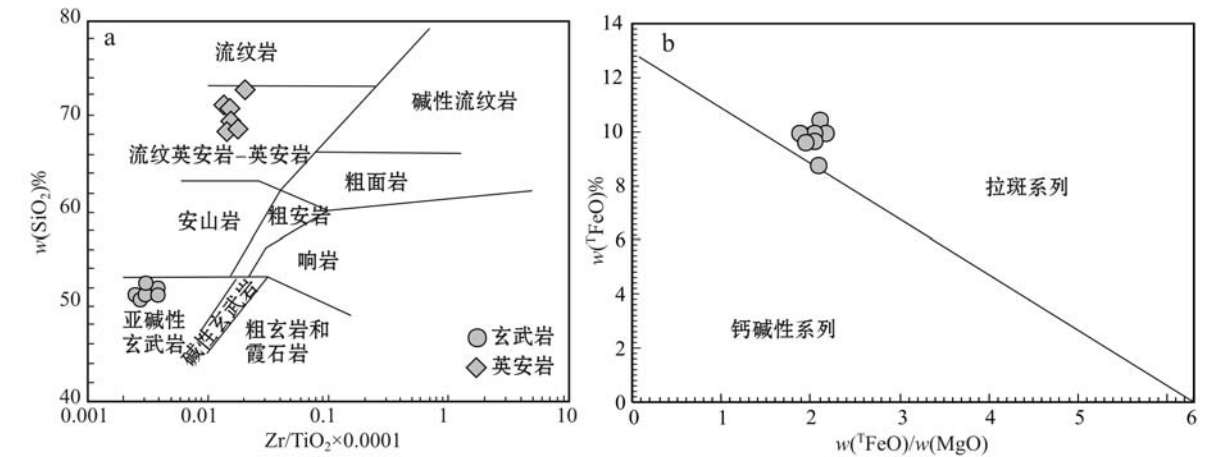 a
80
70
60
50
40
w(SiO₂)%
流纹岩
碱性流纹岩
流纹英安岩–英安岩
粗面岩
安山岩
粗安岩
响岩
亚碱性
玄武岩
碱性玄武岩
粗玄岩和
霞石岩
玄武岩
英安岩
0.001
0.01
0.1
1
10
Zr/TiO₂×0.0001
b
14
12
10
8
6
4
2
0
w(ᵀFeO)%
拉斑系列
钙碱性系列
0
1
2
3
4
5
6
w(ᵀFeO)/w(MgO)